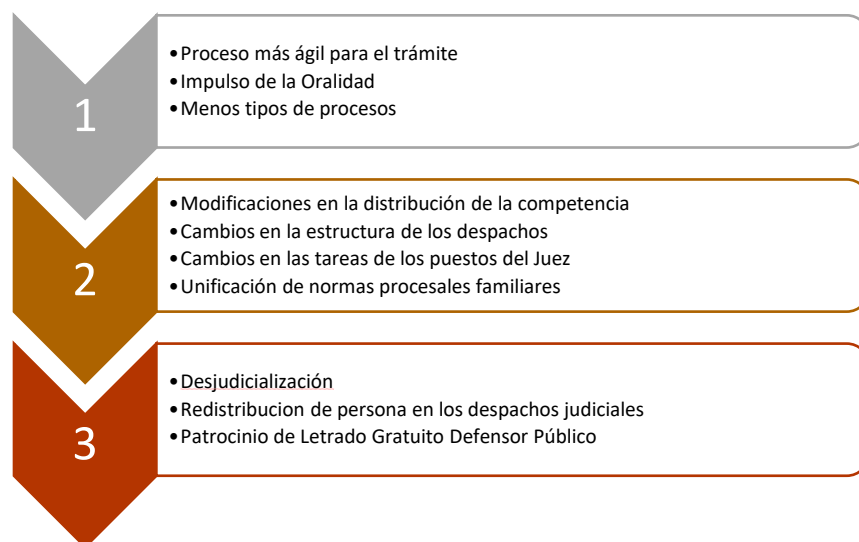 1
•Proceso más ágil para el trámite
•Impulso de la Oralidad
•Menos tipos de procesos
2
•Modificaciones en la distribución de la competencia
•Cambios en la estructura de los despachos
•Cambios en las tareas de los puestos del Juez
•Unificación de normas procesales familiares
3
•Desjudicialización
•Redistribucion de persona en los despachos judiciales
•Patrocinio de Letrado Gratuito Defensor Público